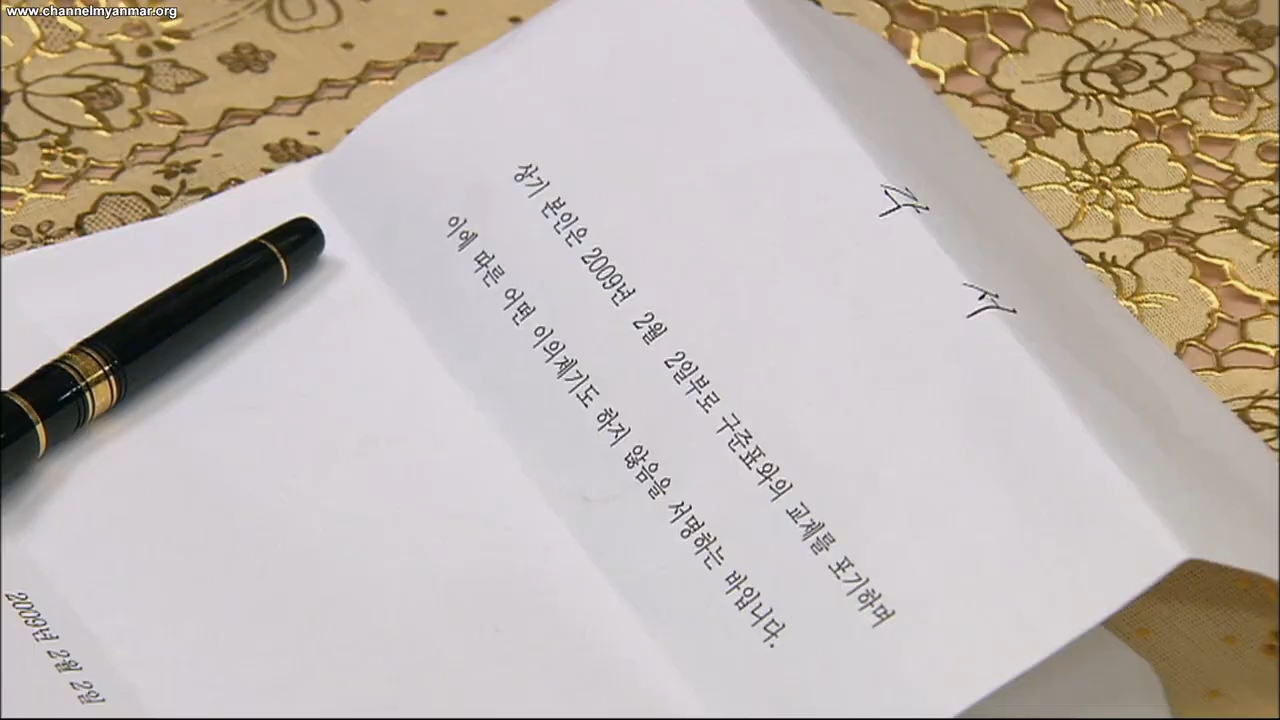 www.channelmyanmar.org
각 서
상기 본인은 2009년 2월 2일부로 구준표와의 교제를 포기하며
이에 따른 어떤 이의제기도 하지 않음을 서명하는 바입니다.
2009년 2월 2일